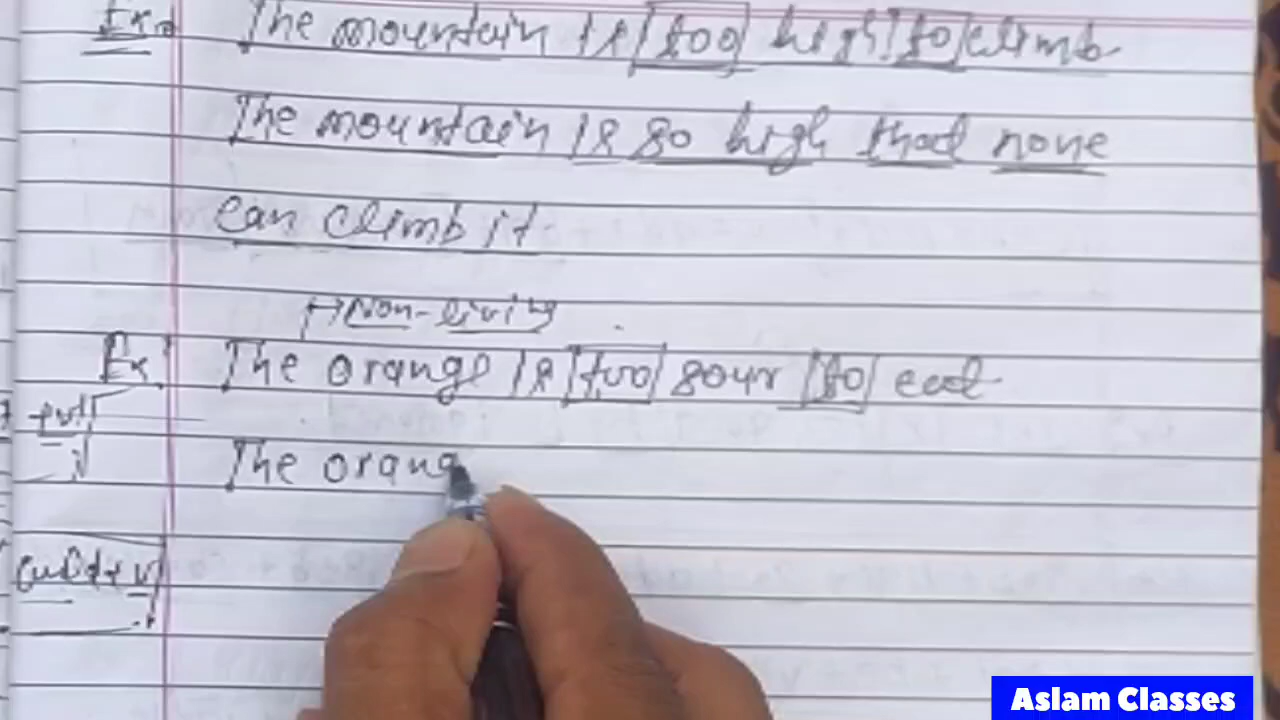 Ex. The mountain is too high to climb
The mountain is so high that none
can climb it.
→ Non-living
Ex. The orange is too sour to eat
The orang
Aslam Classes